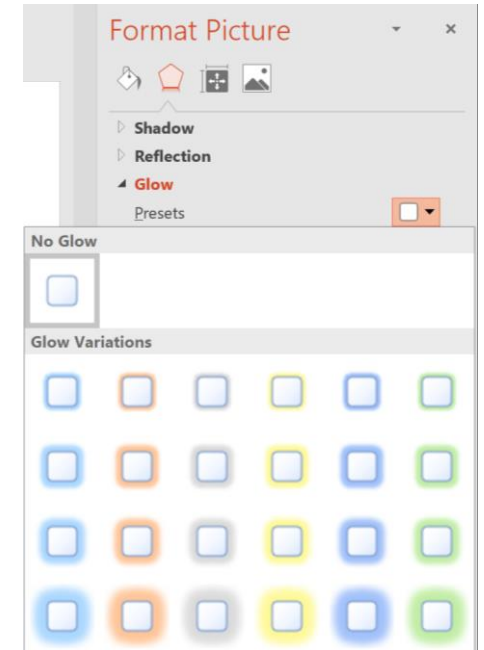 Format Picture
Shadow
Reflection
Glow
Presets
No Glow
Glow Variations